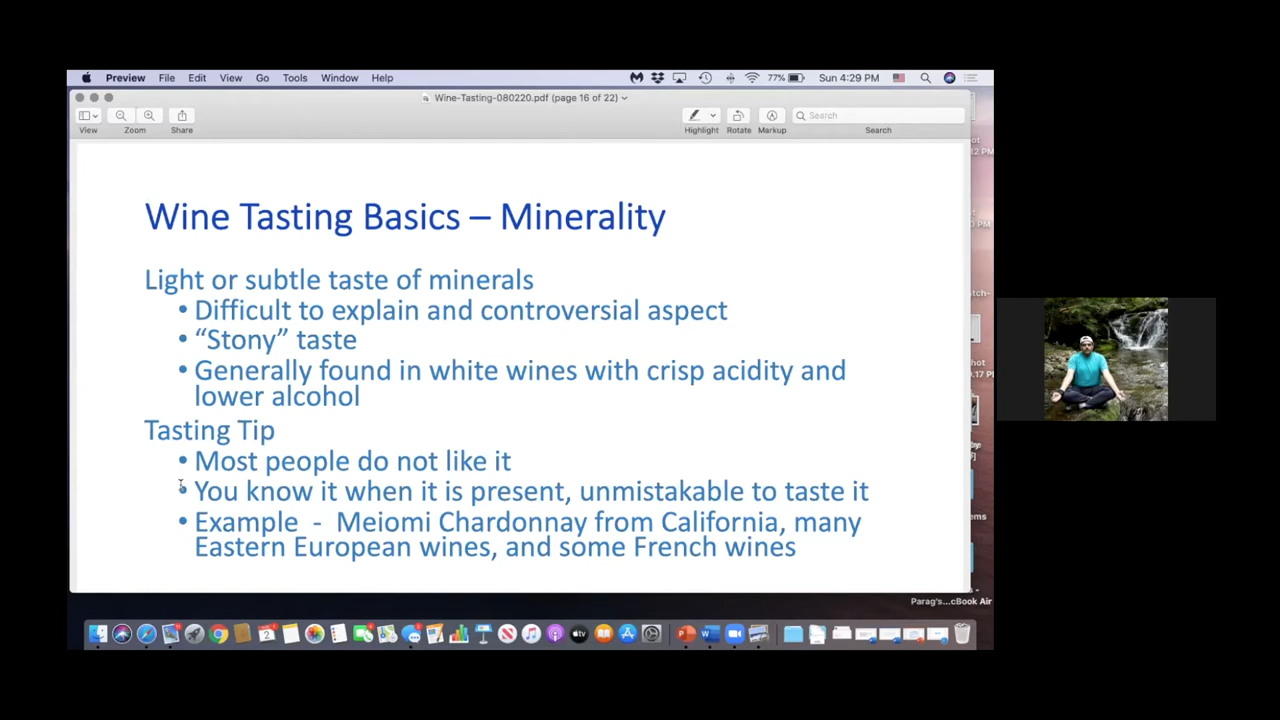 Preview File Edit View Go Tools Window Help 77% Sun 4:29 PM
Wine-Tasting-080220.pdf (page 16 of 22)
Search
View Zoom Share Highlight Rotate Markup Search
Wine Tasting Basics – Minerality
Light or subtle taste of minerals
• Difficult to explain and controversial aspect
• “Stony” taste
• Generally found in white wines with crisp acidity and
lower alcohol
Tasting Tip
• Most people do not like it
• You know it when it is present, unmistakable to taste it
• Example - Meiomi Chardonnay from California, many
Eastern European wines, and some French wines
Parag's...cBook Air